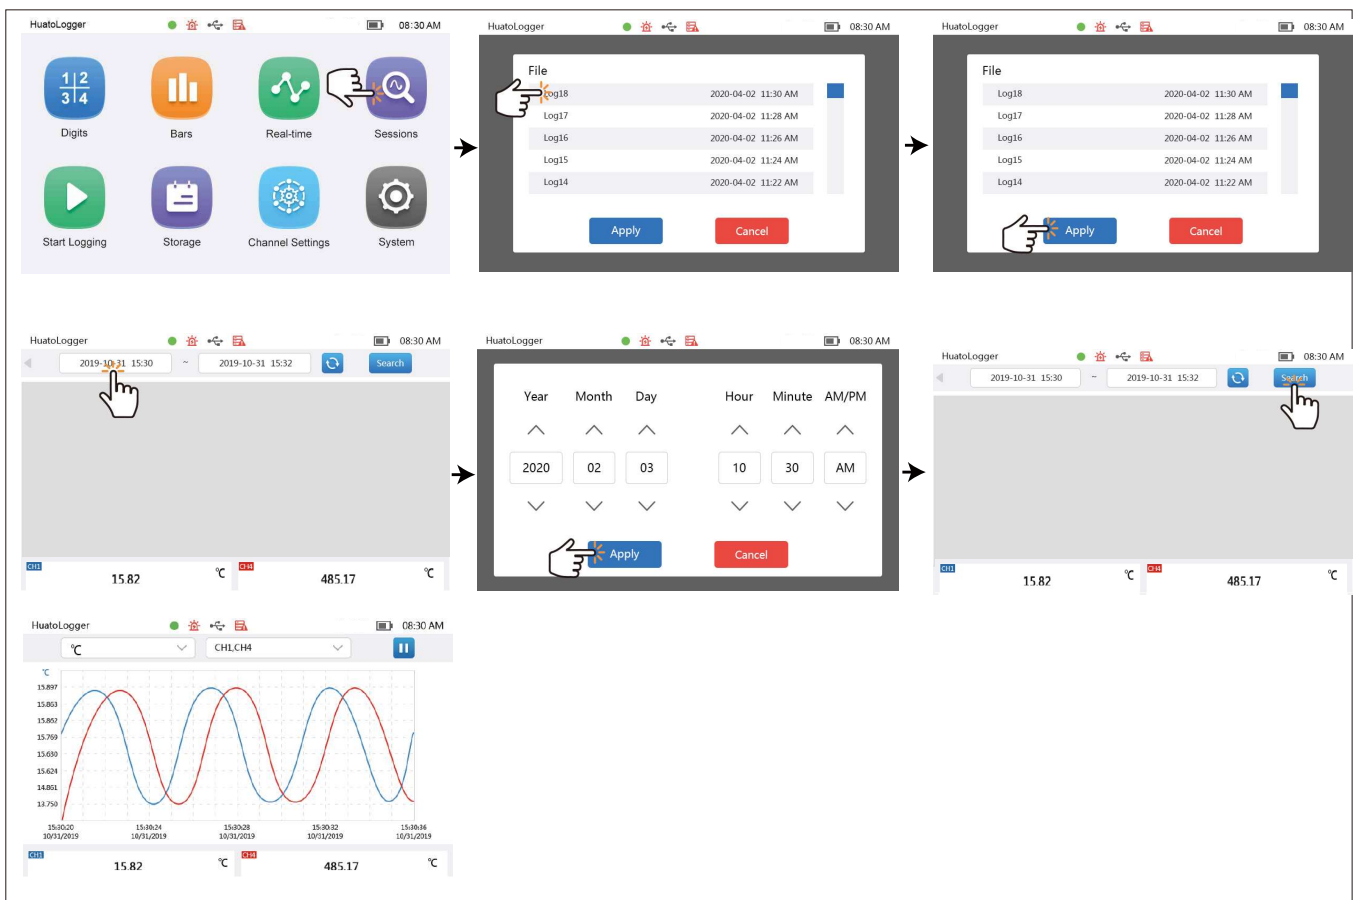 HuatoLogger 08:30 AM
1 2
3 4
Digits Bars Real-time Sessions
Start Logging Storage Channel Settings System
HuatoLogger 08:30 AM
File
Log18 2020-04-02 11:30 AM
Log17 2020-04-02 11:28 AM
Log16 2020-04-02 11:26 AM
Log15 2020-04-02 11:24 AM
Log14 2020-04-02 11:22 AM
Apply Cancel
HuatoLogger 08:30 AM
File
Log18 2020-04-02 11:30 AM
Log17 2020-04-02 11:28 AM
Log16 2020-04-02 11:26 AM
Log15 2020-04-02 11:24 AM
Log14 2020-04-02 11:22 AM
Apply Cancel
HuatoLogger 08:30 AM
2019-10-31 15:30 ~ 2019-10-31 15:32 Search
CH1 15.82 ℃ CH4 485.17 ℃
HuatoLogger 08:30 AM
Year Month Day Hour Minute AM/PM
2020 02 03 10 30 AM
Apply Cancel
HuatoLogger 08:30 AM
2019-10-31 15:30 ~ 2019-10-31 15:32 Search
CH1 15.82 ℃ CH4 485.17 ℃
HuatoLogger 08:30 AM
℃ CH1,CH4
℃
15.897
15.863
15.862
15.769
15.630
15.624
14.861
13.750
15:30:20 15:30:24 15:30:28 15:30:32 15:30:36
10/31/2019 10/31/2019 10/31/2019 10/31/2019 10/31/2019
CH1 15.82 ℃ CH4 485.17 ℃